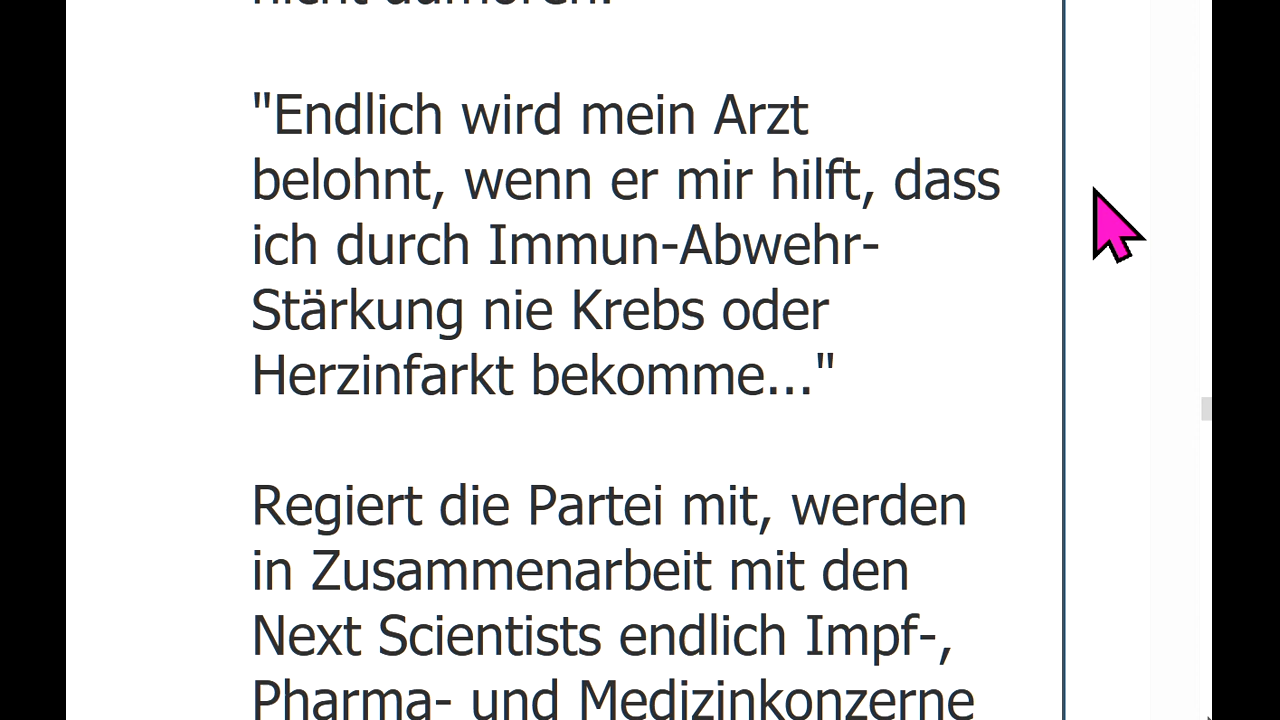 "Endlich wird mein Arzt
belohnt, wenn er mir hilft, dass
ich durch Immun-Abwehr-
Stärkung nie Krebs oder
Herzinfarkt bekomme..."
Regiert die Partei mit, werden
in Zusammenarbeit mit den
Next Scientists endlich Impf-,
Pharma- und Medizinkonzerne